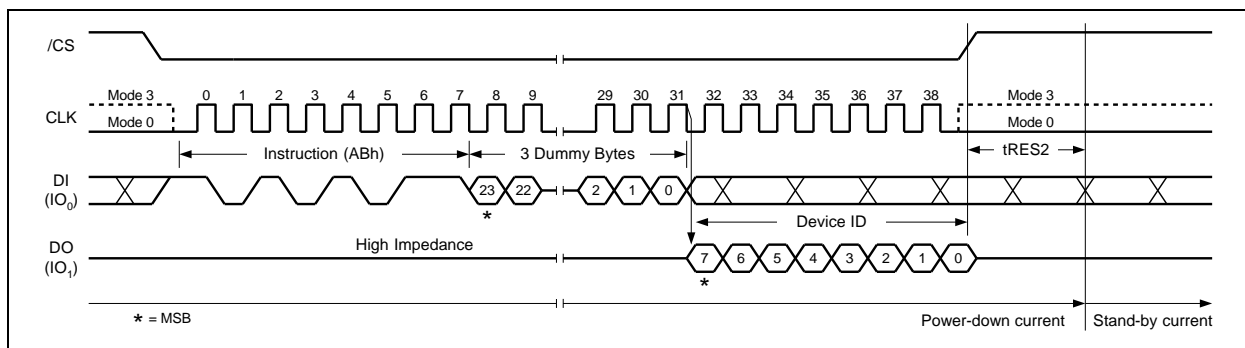 /CS
Mode 3 0 1 2 3 4 5 6 7 8 9 29 30 31 32 33 34 35 36 37 38 Mode 3
CLK
Mode 0 Mode 0
Instruction (ABh) 3 Dummy Bytes tRES2
DI
(IO0)
23 22 2 1 0
*
Device ID
DO
(IO1)
High Impedance
7 6 5 4 3 2 1 0
*
* = MSB
Power-down current Stand-by current